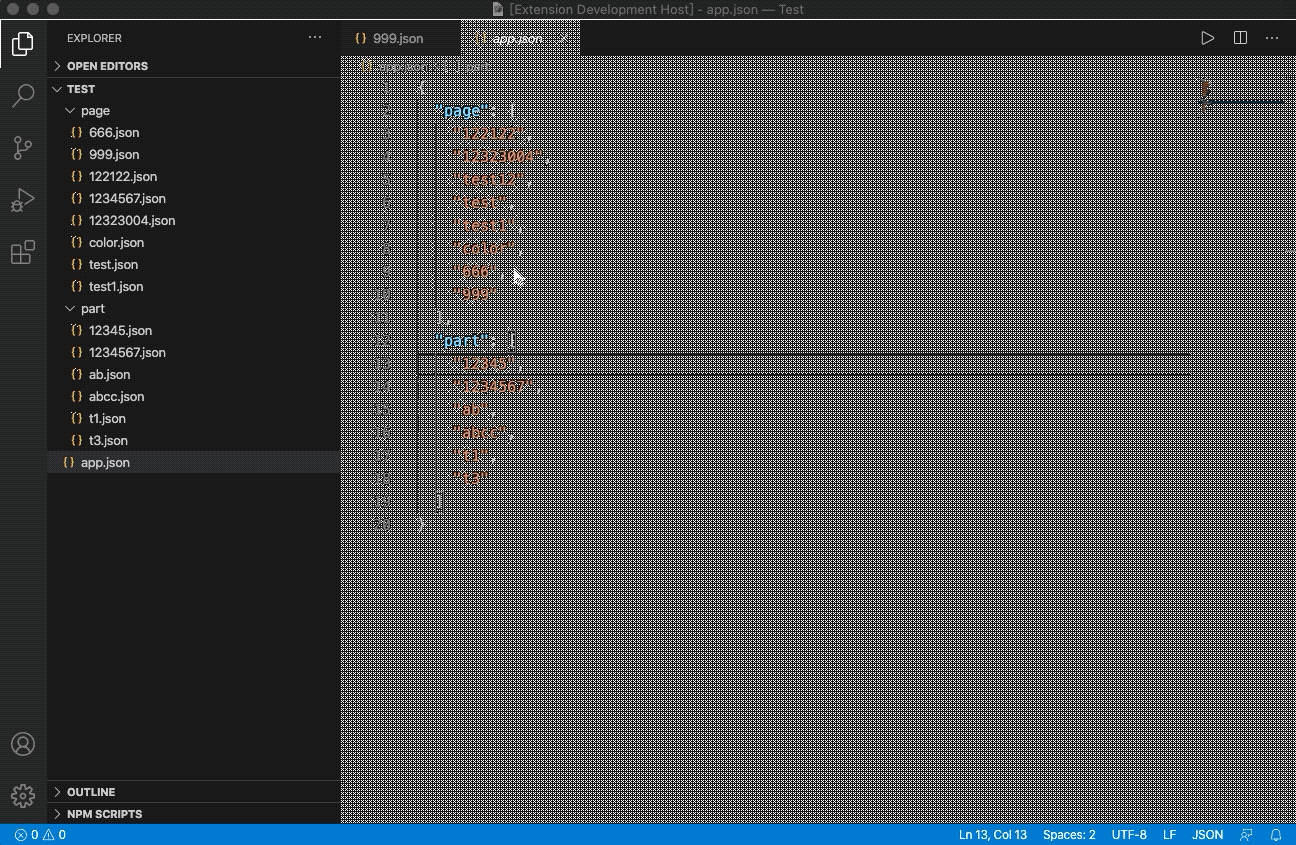 [Extension Development Host] - app.json — Test
EXPLORER
999.json
app.json
OPEN EDITORS
TEST
page
666.json
999.json
122122.json
1234567.json
12323004.json
color.json
test.json
test1.json
part
12345.json
1234567.json
ab.json
abcc.json
t1.json
t3.json
app.json
OUTLINE
NPM SCRIPTS
{
"page": [
"122122",
"12323004",
"test12",
"test",
"test1",
"color",
"666",
"999"
],
"part": [
"12345",
"1234567",
"ab",
"abcc",
"t1",
"t3"
]
}
0 0
Ln 13, Col 13 Spaces: 2 UTF-8 LF JSON